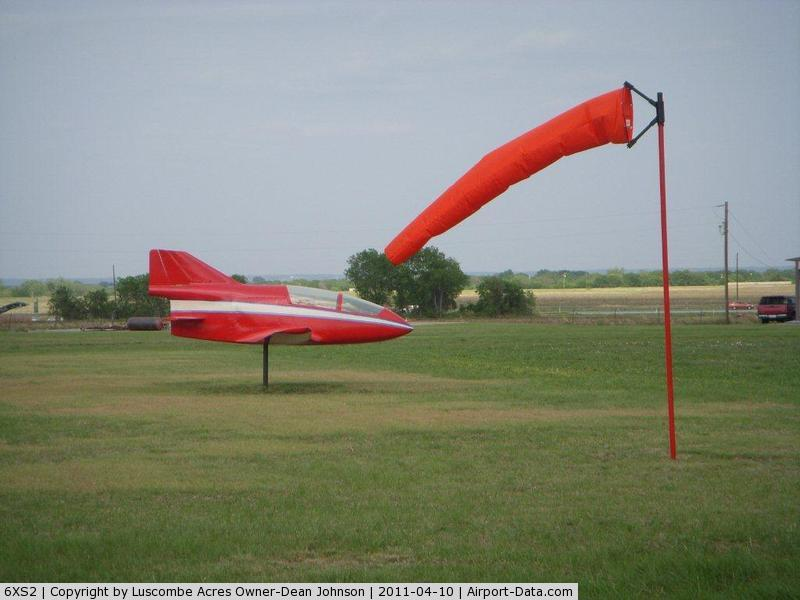 6XS2 | Copyright by Luscombe Acres Owner-Dean Johnson | 2011-04-10 | Airport-Data.com